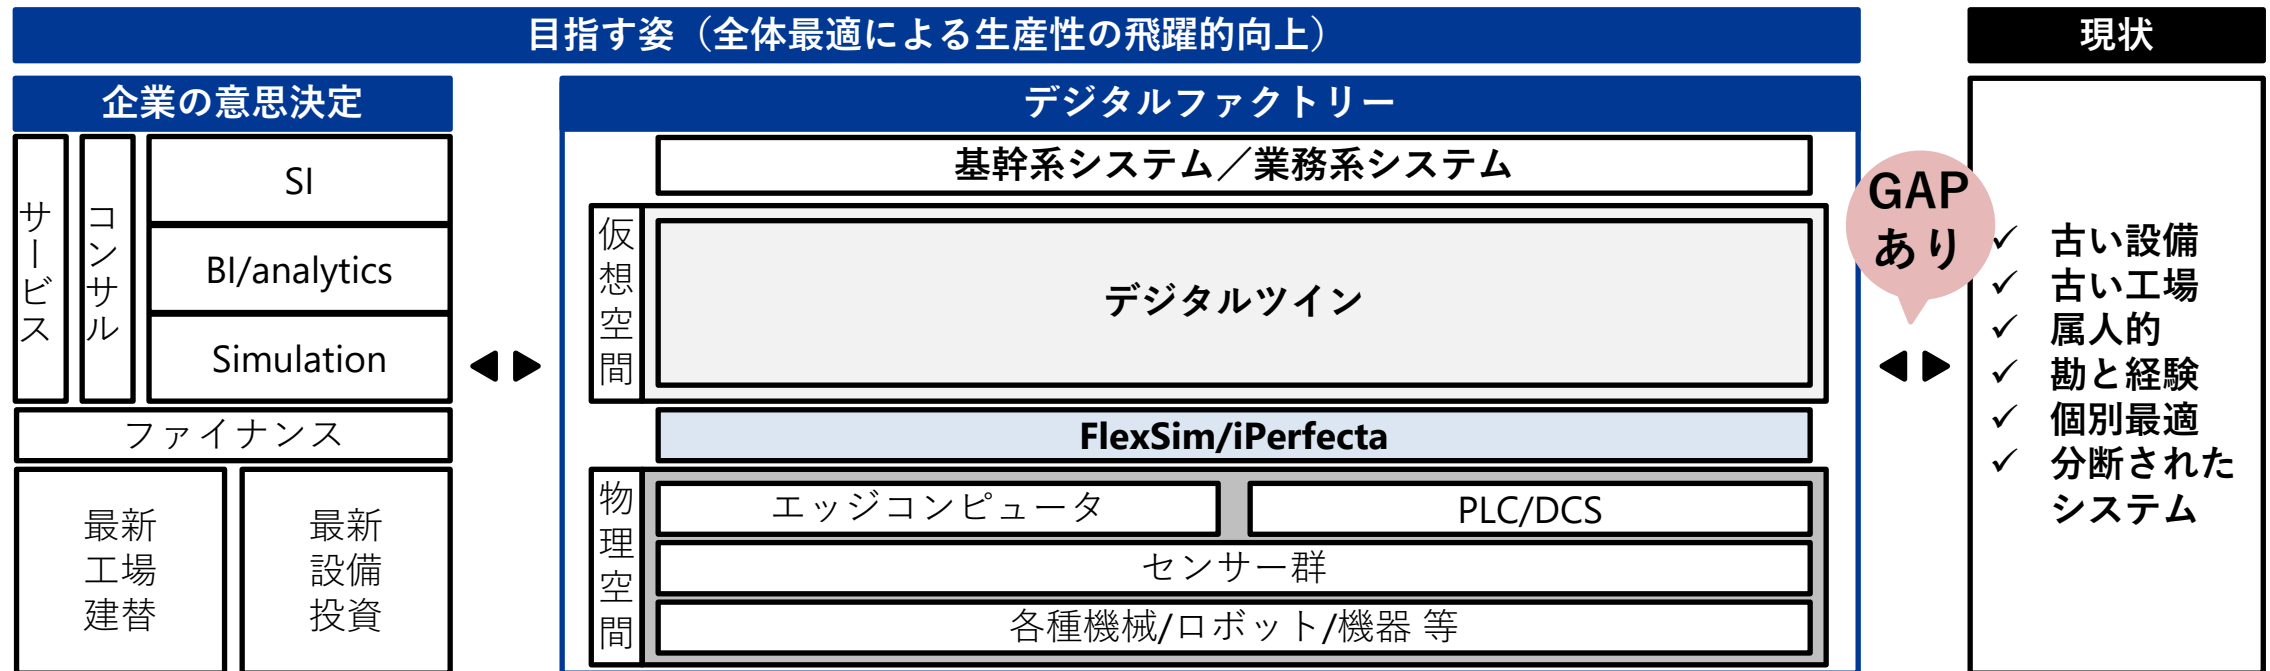 目指す姿（全体最適による生産性の飛躍的向上）
現状
企業の意思決定
サービス
コンサル
SI
BI/analytics
Simulation
ファイナンス
最新
工場
建替
最新
設備
投資
デジタルファクトリー
基幹系システム／業務系システム
仮想空間
デジタルツイン
FlexSim/iPerfecta
物理空間
エッジコンピュータ
PLC/DCS
センサー群
各種機械/ロボット/機器 等
GAP
あり
✓ 古い設備
✓ 古い工場
✓ 属人的
✓ 勘と経験
✓ 個別最適
✓ 分断された
システム